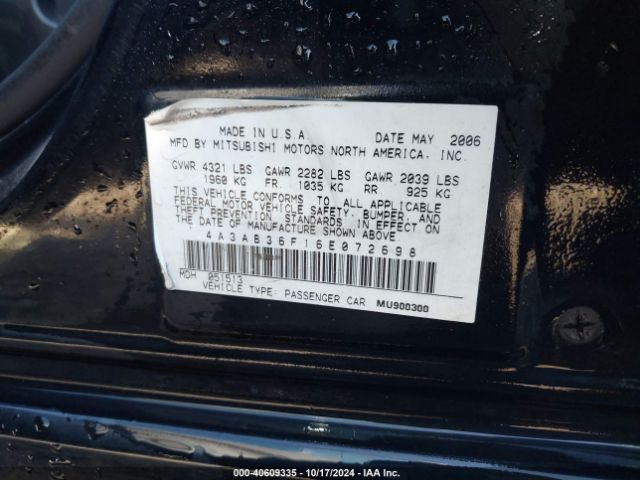 MADE IN U.S.A. DATE MAY 2006
MFD BY MITSUBISHI MOTORS NORTH AMERICA, INC.
GVWR 4321 LBS GAWR 2282 LBS GAWR 2039 LBS
1960 KG FR. 1035 KG RR. 925 KG
THIS VEHICLE CONFORMS TO ALL APPLICABLE
FEDERAL MOTOR VEHICLE SAFETY, BUMPER, AND
THEFT PREVENTION STANDARDS IN EFFECT ON
THE DATE OF MANUFACTURE SHOWN ABOVE
4A3AB36F16E072698
MDH 051513
VEHICLE TYPE: PASSENGER CAR MU900300
000-40609335 - 10/17/2024 - IAA Inc.